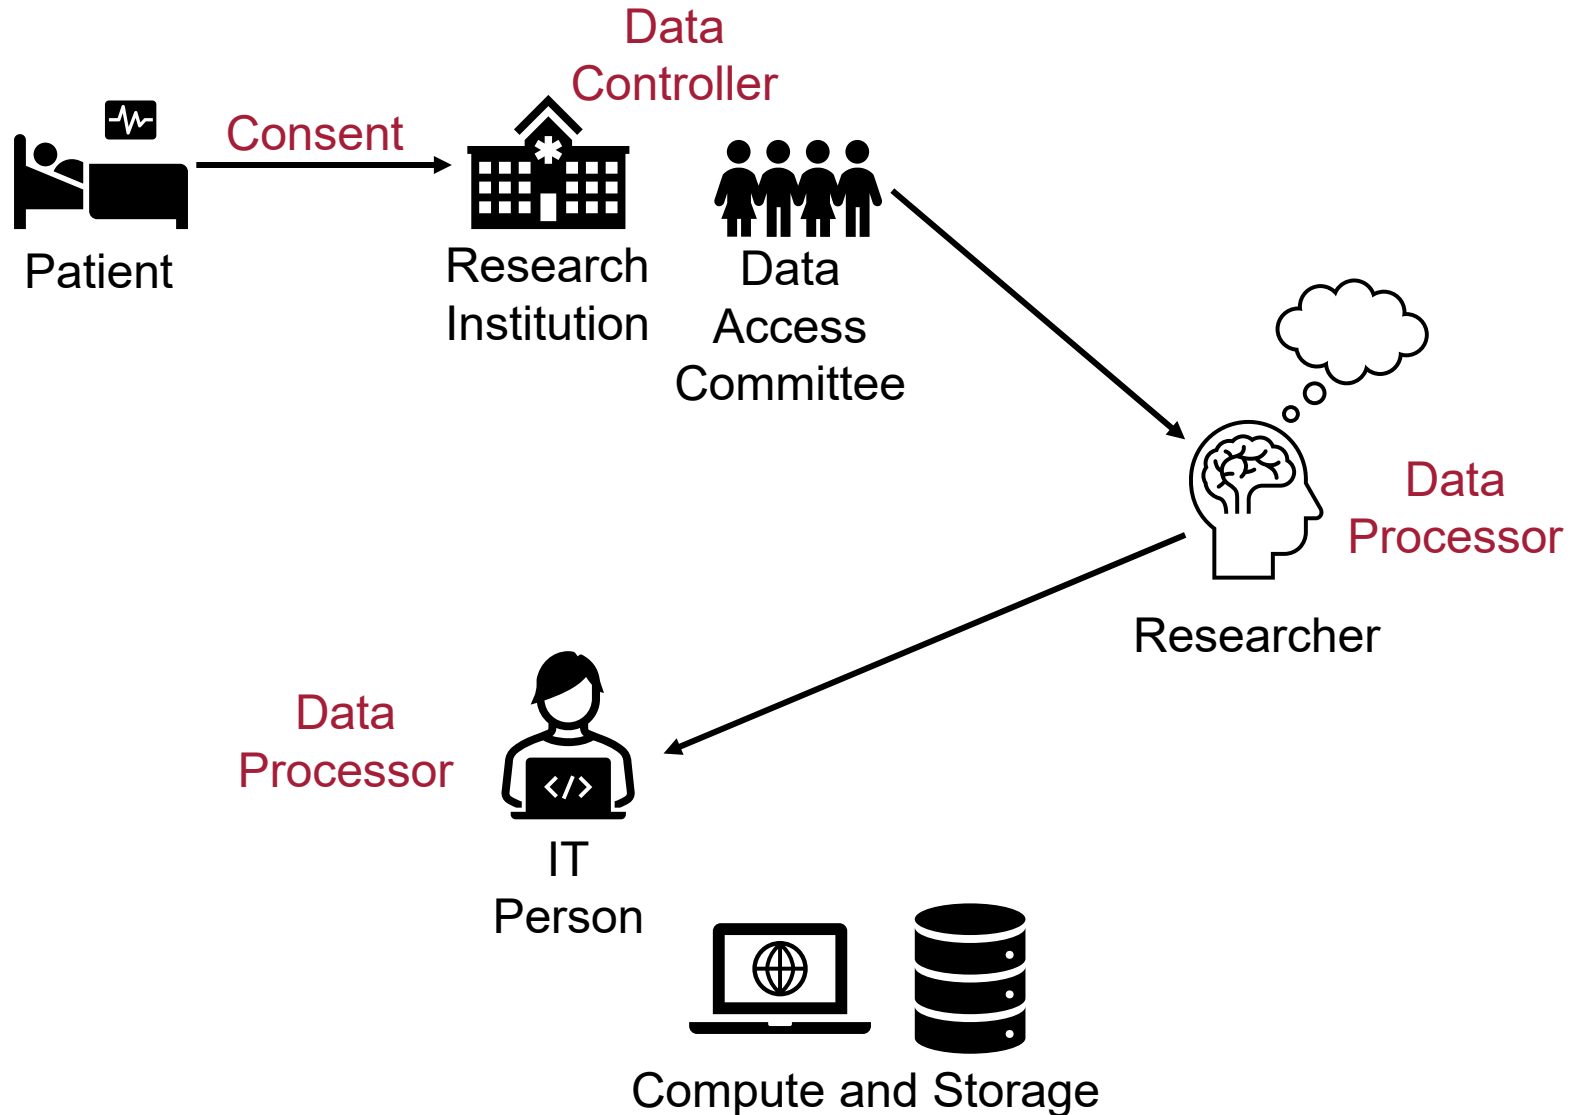 Data
Controller
Consent
Patient
Research
Institution
Data
Access
Committee
Data
Processor
Researcher
Data
Processor
</>
IT
Person
Compute and Storage